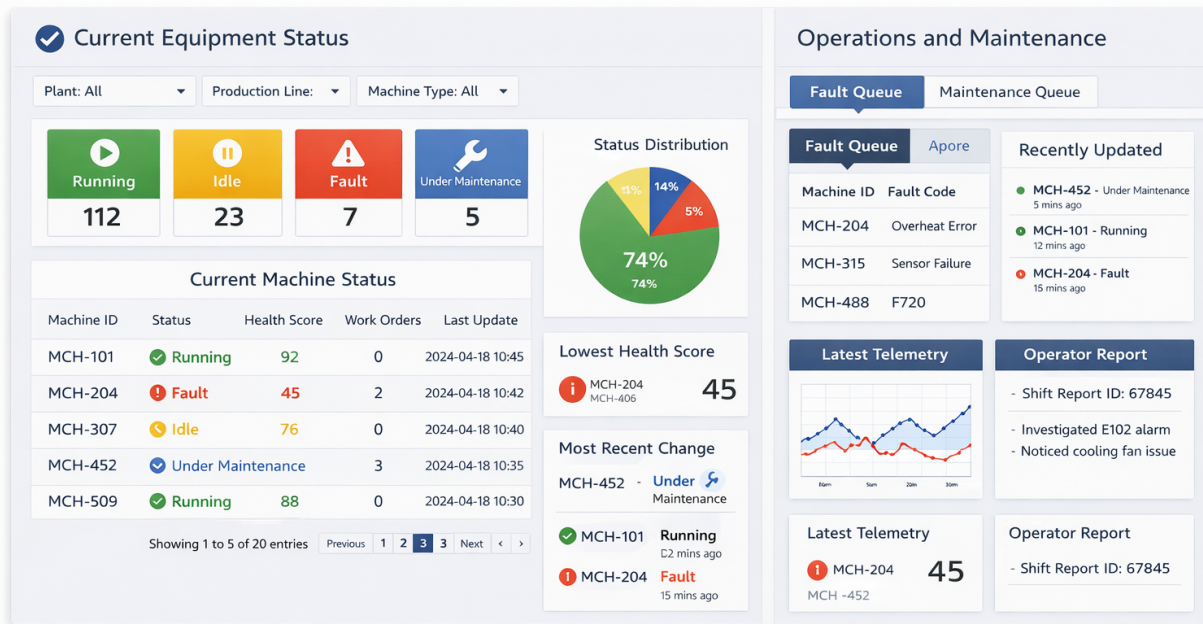 Current Equipment Status
Plant: All
Production Line:
Machine Type: All
Running
112
Idle
23
Fault
7
Under Maintenance
5
Status Distribution
14%
5%
74%
74%
Current Machine Status
Machine ID Status Health Score Work Orders Last Update
MCH-101 Running 92 0 2024-04-18 10:45
MCH-204 Fault 45 2 2024-04-18 10:42
MCH-307 Idle 76 0 2024-04-18 10:40
MCH-452 Under Maintenance 3 2024-04-18 10:35
MCH-509 Running 88 0 2024-04-18 10:30
Showing 1 to 5 of 20 entries Previous 1 2 3 3 Next < >
Lowest Health Score
MCH-204
MCH-406
45
Most Recent Change
MCH-452 - Under
Maintenance
MCH-101 Running
mins ago
MCH-204 Fault
15 mins ago
Operations and Maintenance
Fault Queue Maintenance Queue
Fault Queue Apore
Machine ID Fault Code
MCH-204 Overheat Error
MCH-315 Sensor Failure
MCH-488 F720
Recently Updated
MCH-452 - Under Maintenance
5 mins ago
MCH-101 - Running
12 mins ago
MCH-204 - Fault
15 mins ago
Latest Telemetry
Operator Report
- Shift Report ID: 67845
- Investigated E102 alarm
- Noticed cooling fan issue
Latest Telemetry
MCH-204
45
MCH -452
Operator Report
- Shift Report ID: 67845